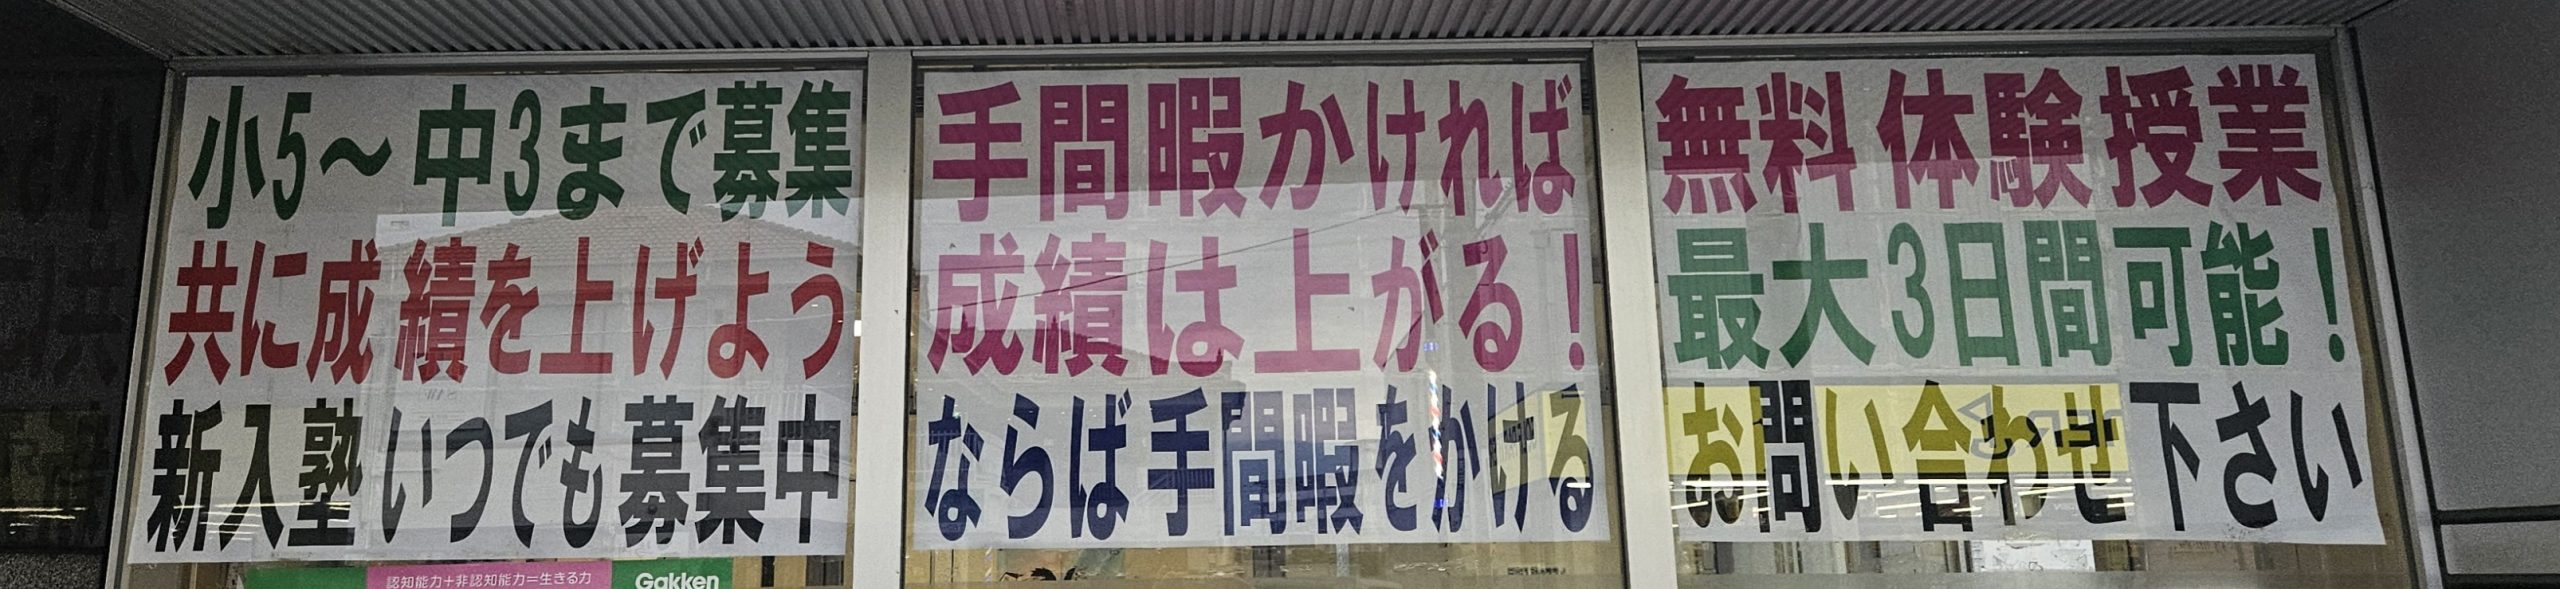 小5～中3まで募集
共に成績を上げよう
新入塾いつでも募集中
手間暇かければ
成績は上がる!
ならば手間暇をかける
無料体験授業
最大3日間可能!
お問い合わせ下さい
認知能力+非認知能力=生きる力
Gakken